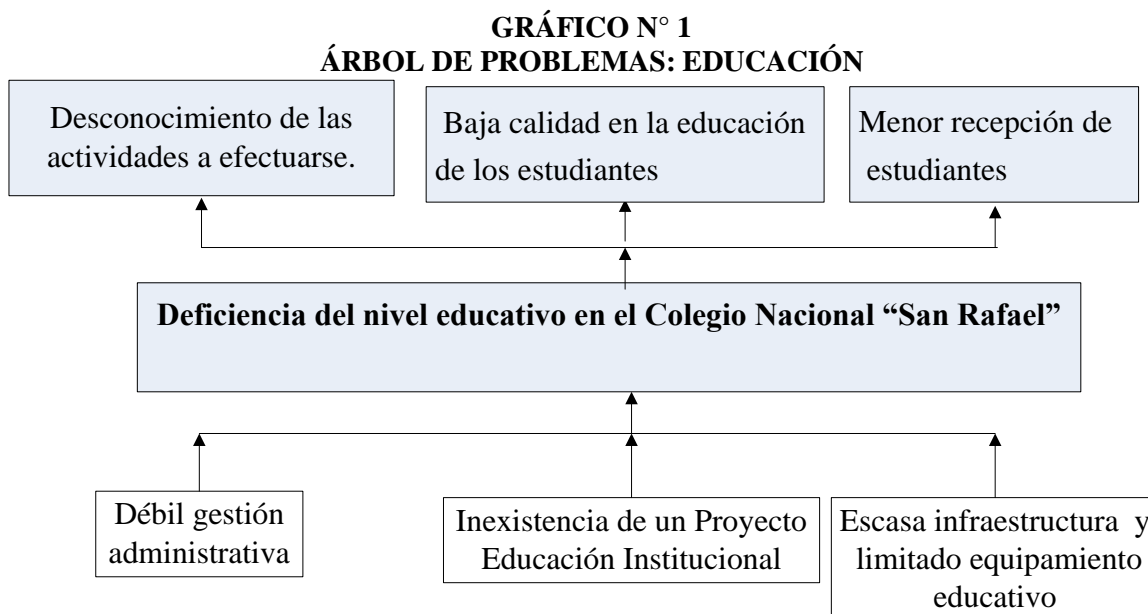 GRÁFICO N° 1
ÁRBOL DE PROBLEMAS: EDUCACIÓN
Desconocimiento de las
actividades a efectuarse.
Baja calidad en la educación
de los estudiantes
Menor recepción de
estudiantes
Deficiencia del nivel educativo en el Colegio Nacional “San Rafael”
Débil gestión
administrativa
Inexistencia de un Proyecto
Educación Institucional
Escasa infraestructura y
limitado equipamiento
educativo